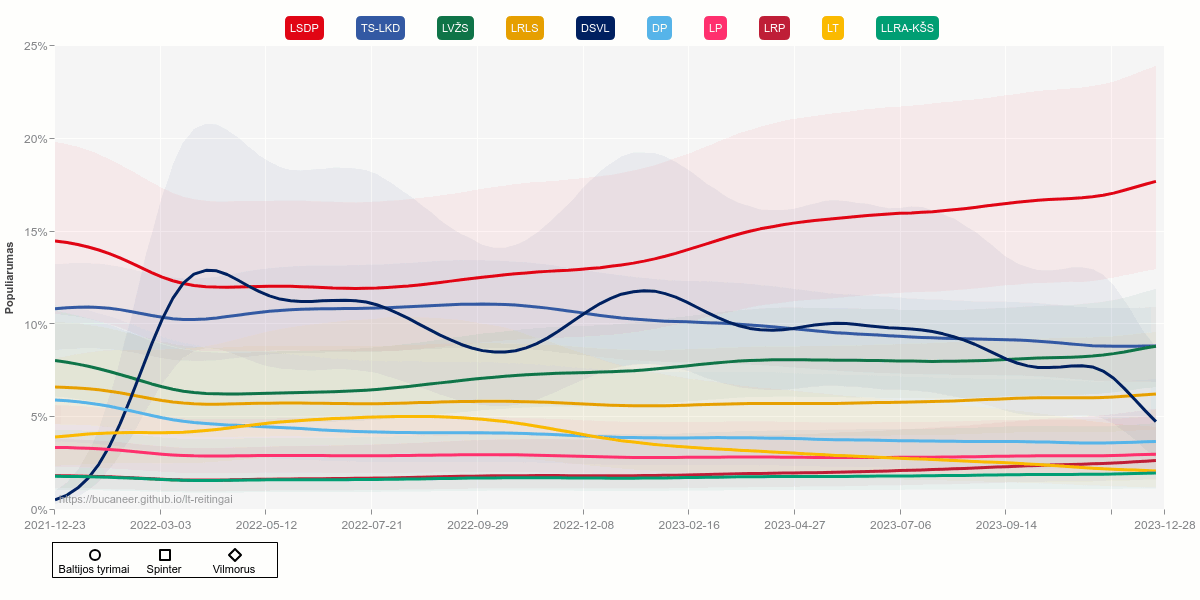 LSDP TS-LKD LVŽS LRLS DSVL DP LP LRP LT LLRA-KŠS
25%
20%
15%
10%
5%
0%
Populiarumas
https://bucaneer.github.io/lt-reitingai
2021-12-23 2022-03-03 2022-05-12 2022-07-21 2022-09-29 2022-12-08 2023-02-16 2023-04-27 2023-07-06 2023-09-14 2023-12-28
Baltijos tyrimai Spinter Vilmorus